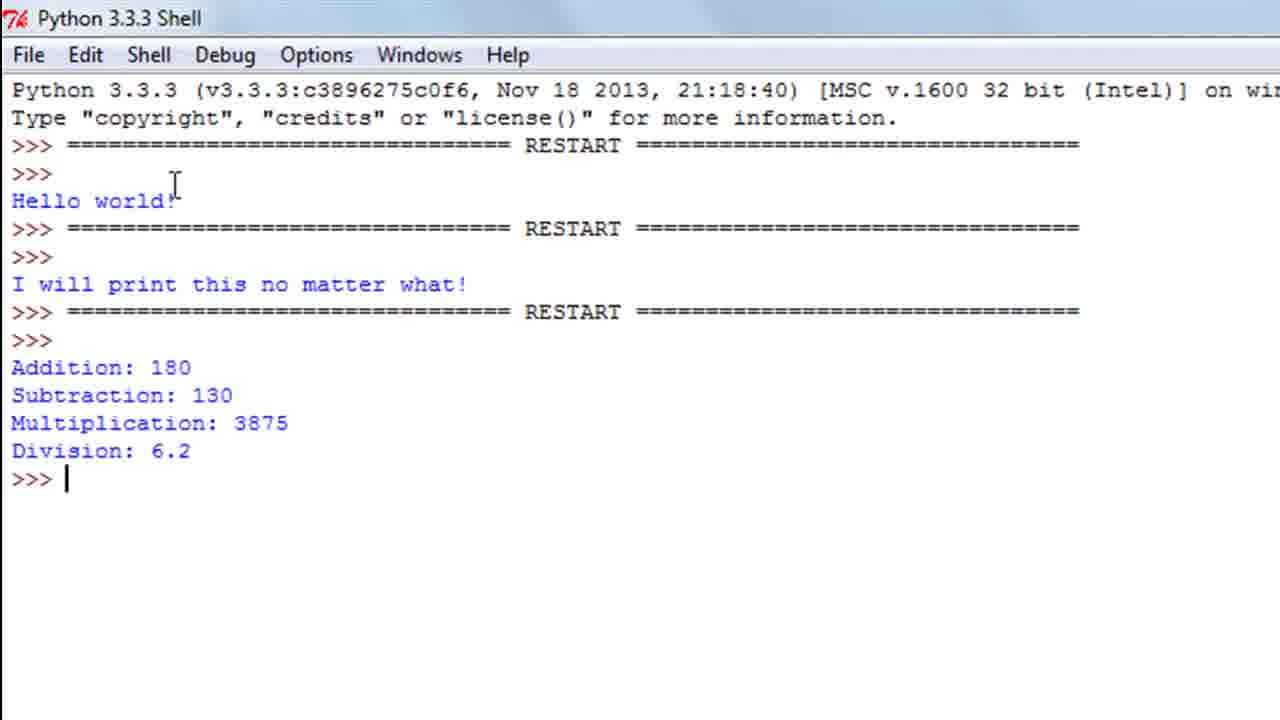 Python 3.3.3 Shell
File Edit Shell Debug Options Windows Help
Python 3.3.3 (v3.3.3:c3896275c0f6, Nov 18 2013, 21:18:40) [MSC v.1600 32 bit (Intel)] on win
Type "copyright", "credits" or "license()" for more information.
>>> ================================ RESTART ================================
>>>
Hello world!
>>> ================================ RESTART ================================
>>>
I will print this no matter what!
>>> ================================ RESTART ================================
>>>
Addition: 180
Subtraction: 130
Multiplication: 3875
Division: 6.2
>>>